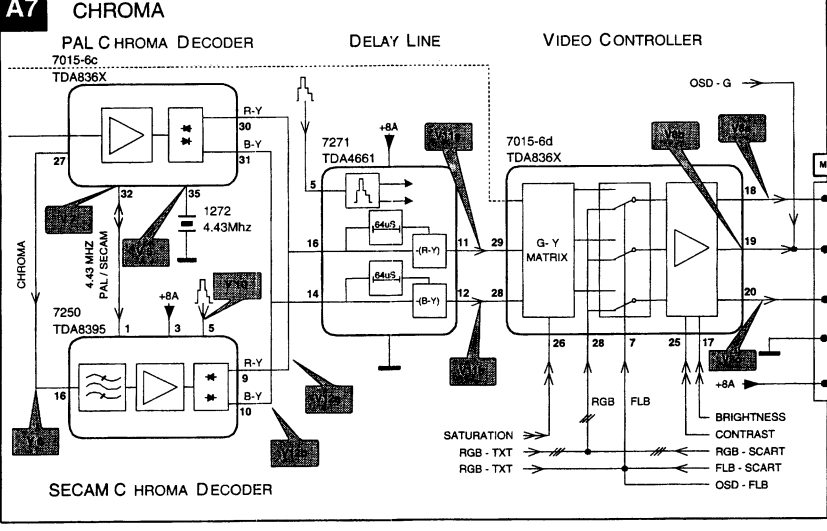 A7 CHROMA
PAL CHROMA DECODER
DELAY LINE
VIDEO CONTROLLER
7015-6c
TDA836X
OSD - G
R-Y
30
B-Y
31
27
32
35
1272
4.43Mhz
+8A
7271
TDA4661
5
64uS
16
-(R-Y)
11
64uS
14
-(B-Y)
12
7015-6d
TDA836X
29
28
G-Y
MATRIX
18
19
20
M
26
28
7
25
17
CHROMA
4.43 MHZ
PAL / SECAM
+8A
7250
TDA8395
1
3
5
16
R-Y
9
B-Y
10
RGB
FLB
+8A
BRIGHTNESS
SATURATION
CONTRAST
RGB - TXT
RGB - SCART
RGB - TXT
FLB - SCART
OSD - FLB
SECAM CHROMA DECODER